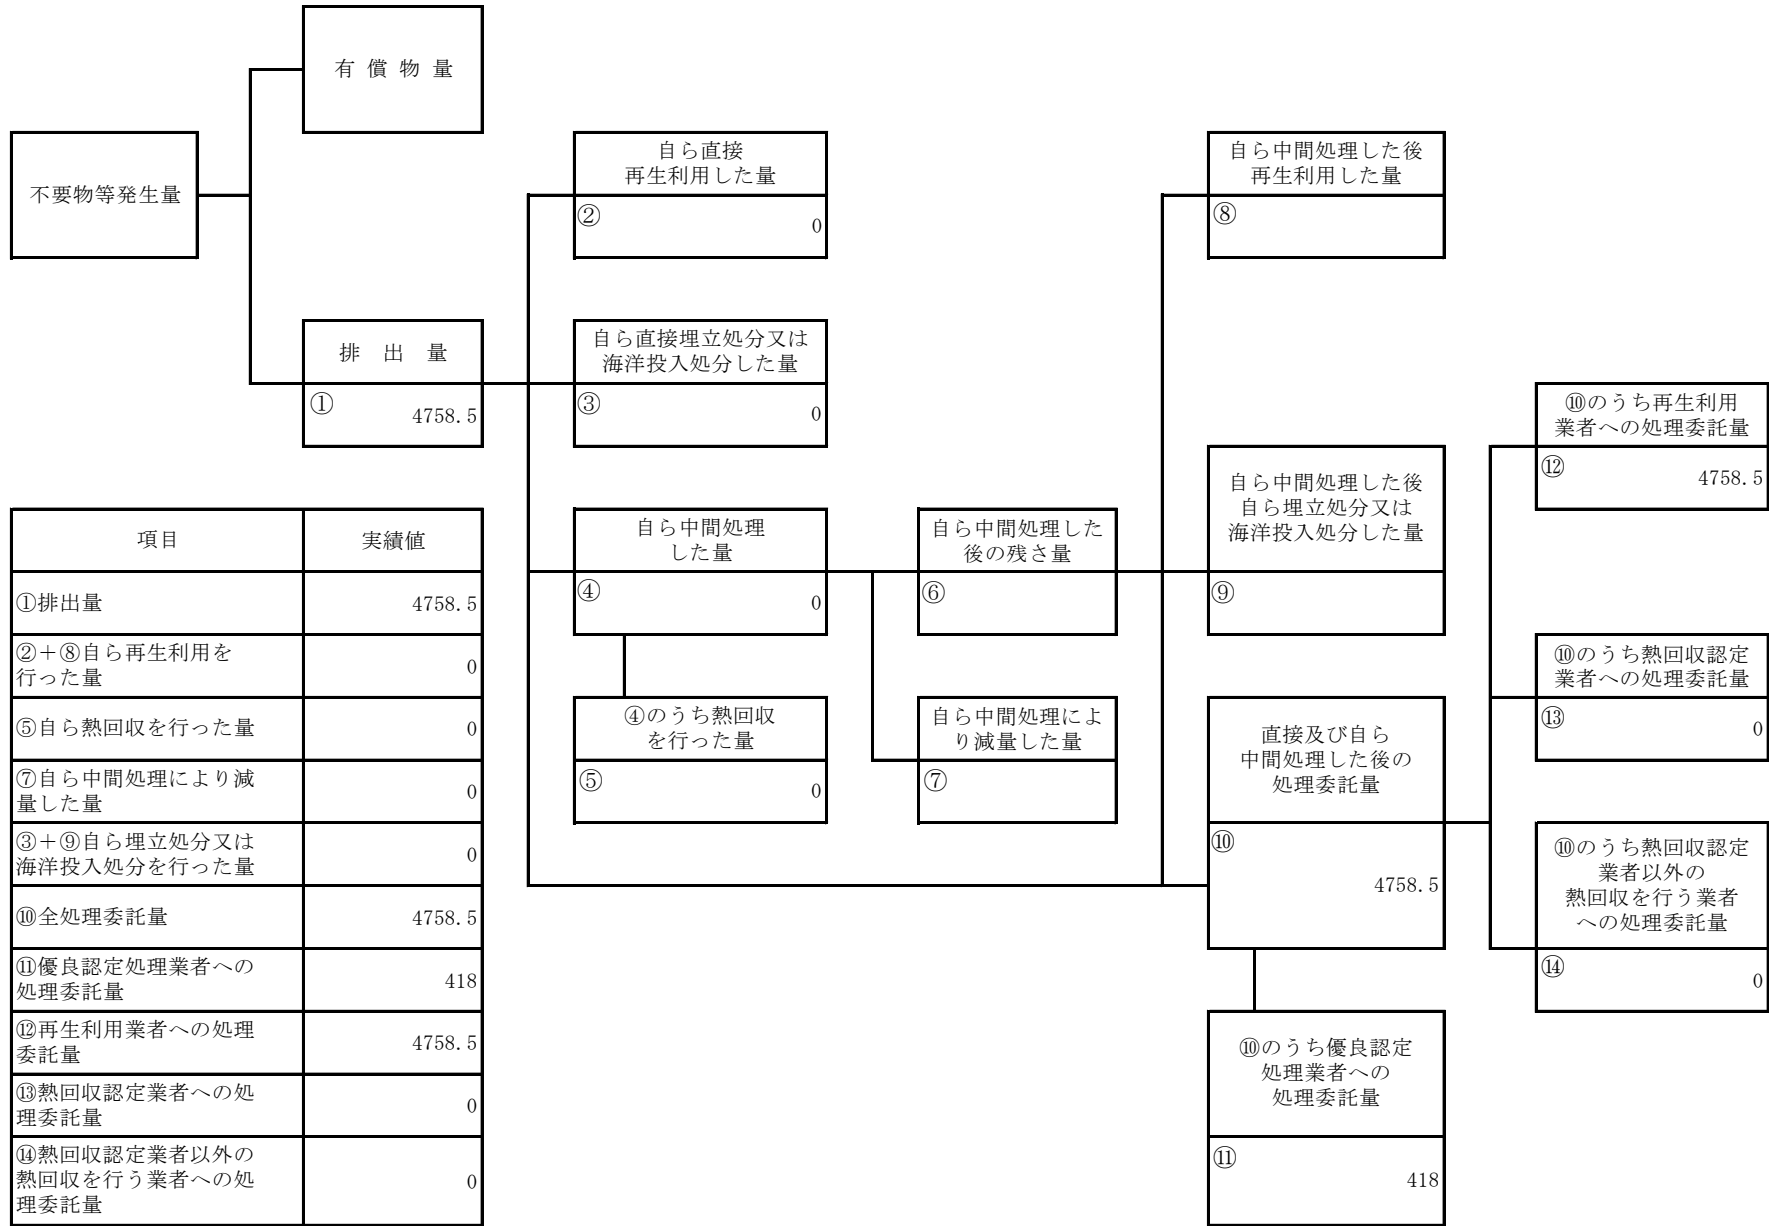 有 償 物 量
不要物等発生量
自ら直接
再生利用した量
②
0
自ら中間処理した後
再生利用した量
⑧
排 出 量
①
4758.5
自ら直接埋立処分又は
海洋投入処分した量
③
0
⑩のうち再生利用
業者への処理委託量
⑫
4758.5
自ら中間処理した後
自ら埋立処分又は
海洋投入処分した量
⑨
自ら中間処理
した量
④
0
自ら中間処理した
後の残さ量
⑥
⑩のうち熱回収認定
業者への処理委託量
⑬
0
④のうち熱回収
を行った量
⑤
0
自ら中間処理によ
り減量した量
⑦
直接及び自ら
中間処理した後の
処理委託量
⑩
4758.5
⑩のうち熱回収認定
業者以外の
熱回収を行う業者
への処理委託量
⑭
0
⑩のうち優良認定
処理業者への
処理委託量
⑪
418
項目
実績値
①排出量
4758.5
②＋⑧自ら再生利用を
行った量
0
⑤自ら熱回収を行った量
0
⑦自ら中間処理により減
量した量
0
③＋⑨自ら埋立処分又は
海洋投入処分を行った量
0
⑩全処理委託量
4758.5
⑪優良認定処理業者への
処理委託量
418
⑫再生利用業者への処理
委託量
4758.5
⑬熱回収認定業者への処
理委託量
0
⑭熱回収認定業者以外の
熱回収を行う業者への処
理委託量
0